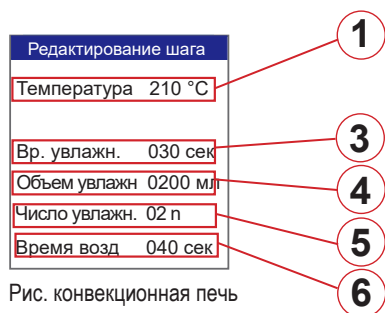 Редактирование шага
Температура 210 °C
Вр. увлажн. 030 сек
Объем увлажн 0200 мл
Число увлажн. 02 n
Время возд 040 сек
Рис. конвекционная печь
1
3
4
5
6